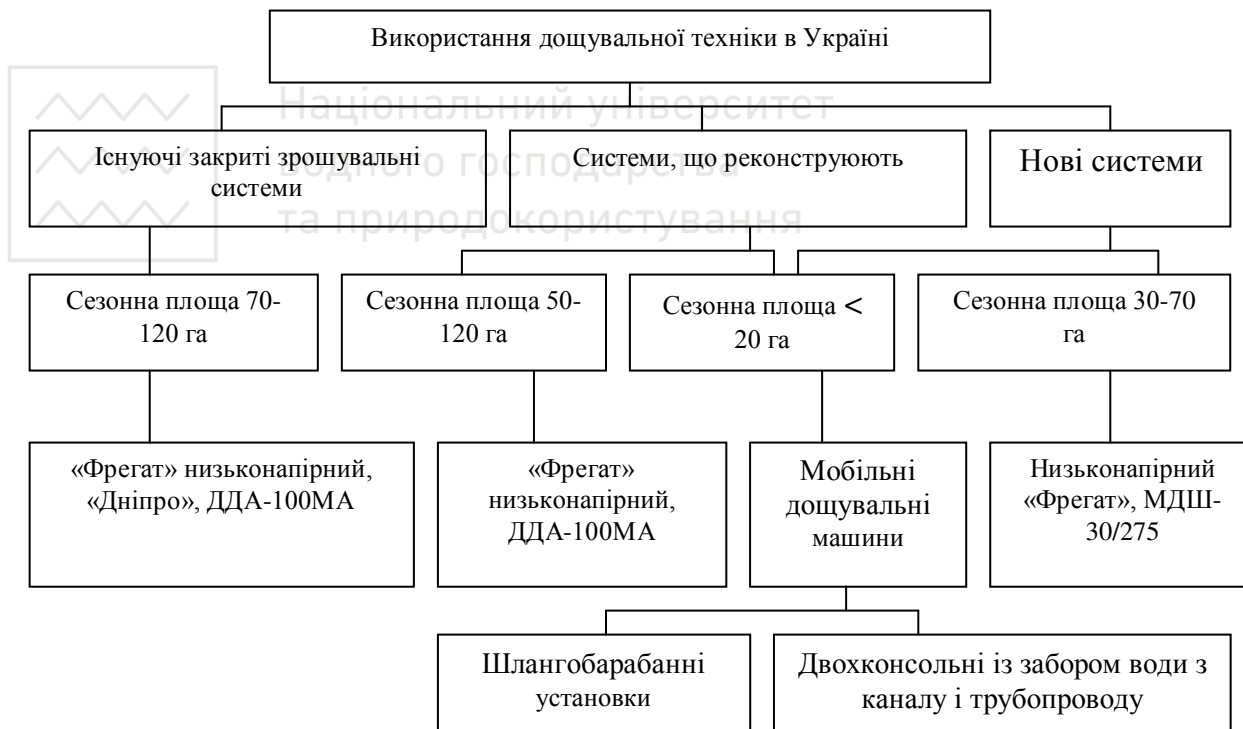 Використання дощувальної техніки в Україні
Національний університет
водного господарства
та природокористування
Існуючі закриті зрошувальні
системи
Системи, що реконструюють
Нові системи
Сезонна площа 70-
120 га
Сезонна площа 50-
120 га
Сезонна площа <
20 га
Сезонна площа 30-70
га
«Фрегат» низьконапірний,
«Дніпро», ДДА-100МА
«Фрегат»
низьконапірний,
ДДА-100МА
Мобільні
дощувальні
машини
Низьконапірний
«Фрегат», МДШ-
30/275
Шлангобарабанні
установки
Двохконсольні із забором води з
каналу і трубопроводу